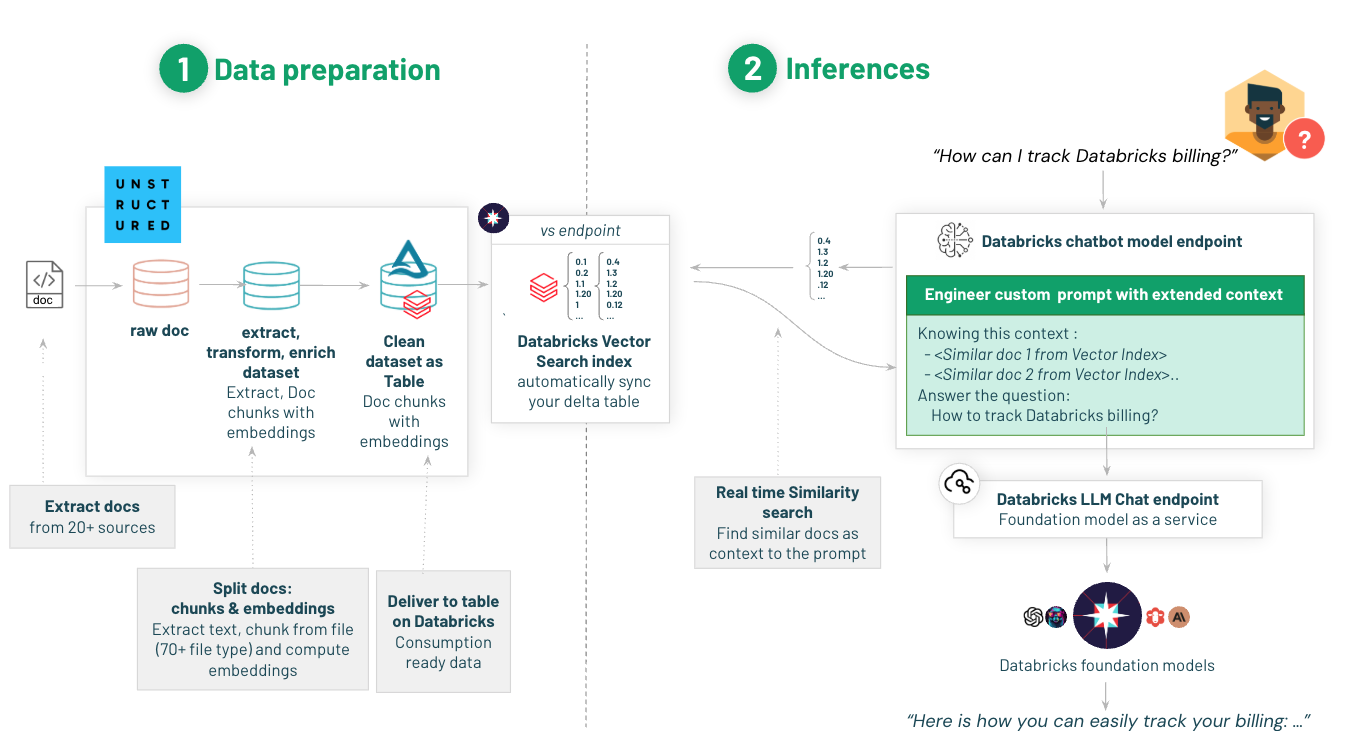 1 Data preparation
UNST
RUCT
URED
doc
raw doc
extract,
transform, enrich
dataset
Extract, Doc
chunks with
embeddings
Clean
dataset as
Table
Doc chunks
with
embeddings
vs endpoint
0.1
0.2
1.1
1.20
1
...
0.4
1.3
1.2
1.20
0.12
...
Databricks Vector
Search index
automatically sync
your delta table
Extract docs
from 20+ sources
Split docs:
chunks & embeddings
Extract text, chunk from file
(70+ file type) and compute
embeddings
Deliver to table
on Databricks
Consumption
ready data
2 Inferences
?
“How can I track Databricks billing?”
0.4
1.3
1.2
1.20
.12
...
Databricks chatbot model endpoint
Engineer custom prompt with extended context
Knowing this context :
- <Similar doc 1 from Vector Index>
- <Similar doc 2 from Vector Index>..
Answer the question:
How to track Databricks billing?
Real time Similarity
search
Find similar docs as
context to the prompt
Databricks LLM Chat endpoint
Foundation model as a service
AI
Databricks foundation models
“Here is how you can easily track your billing: ...”